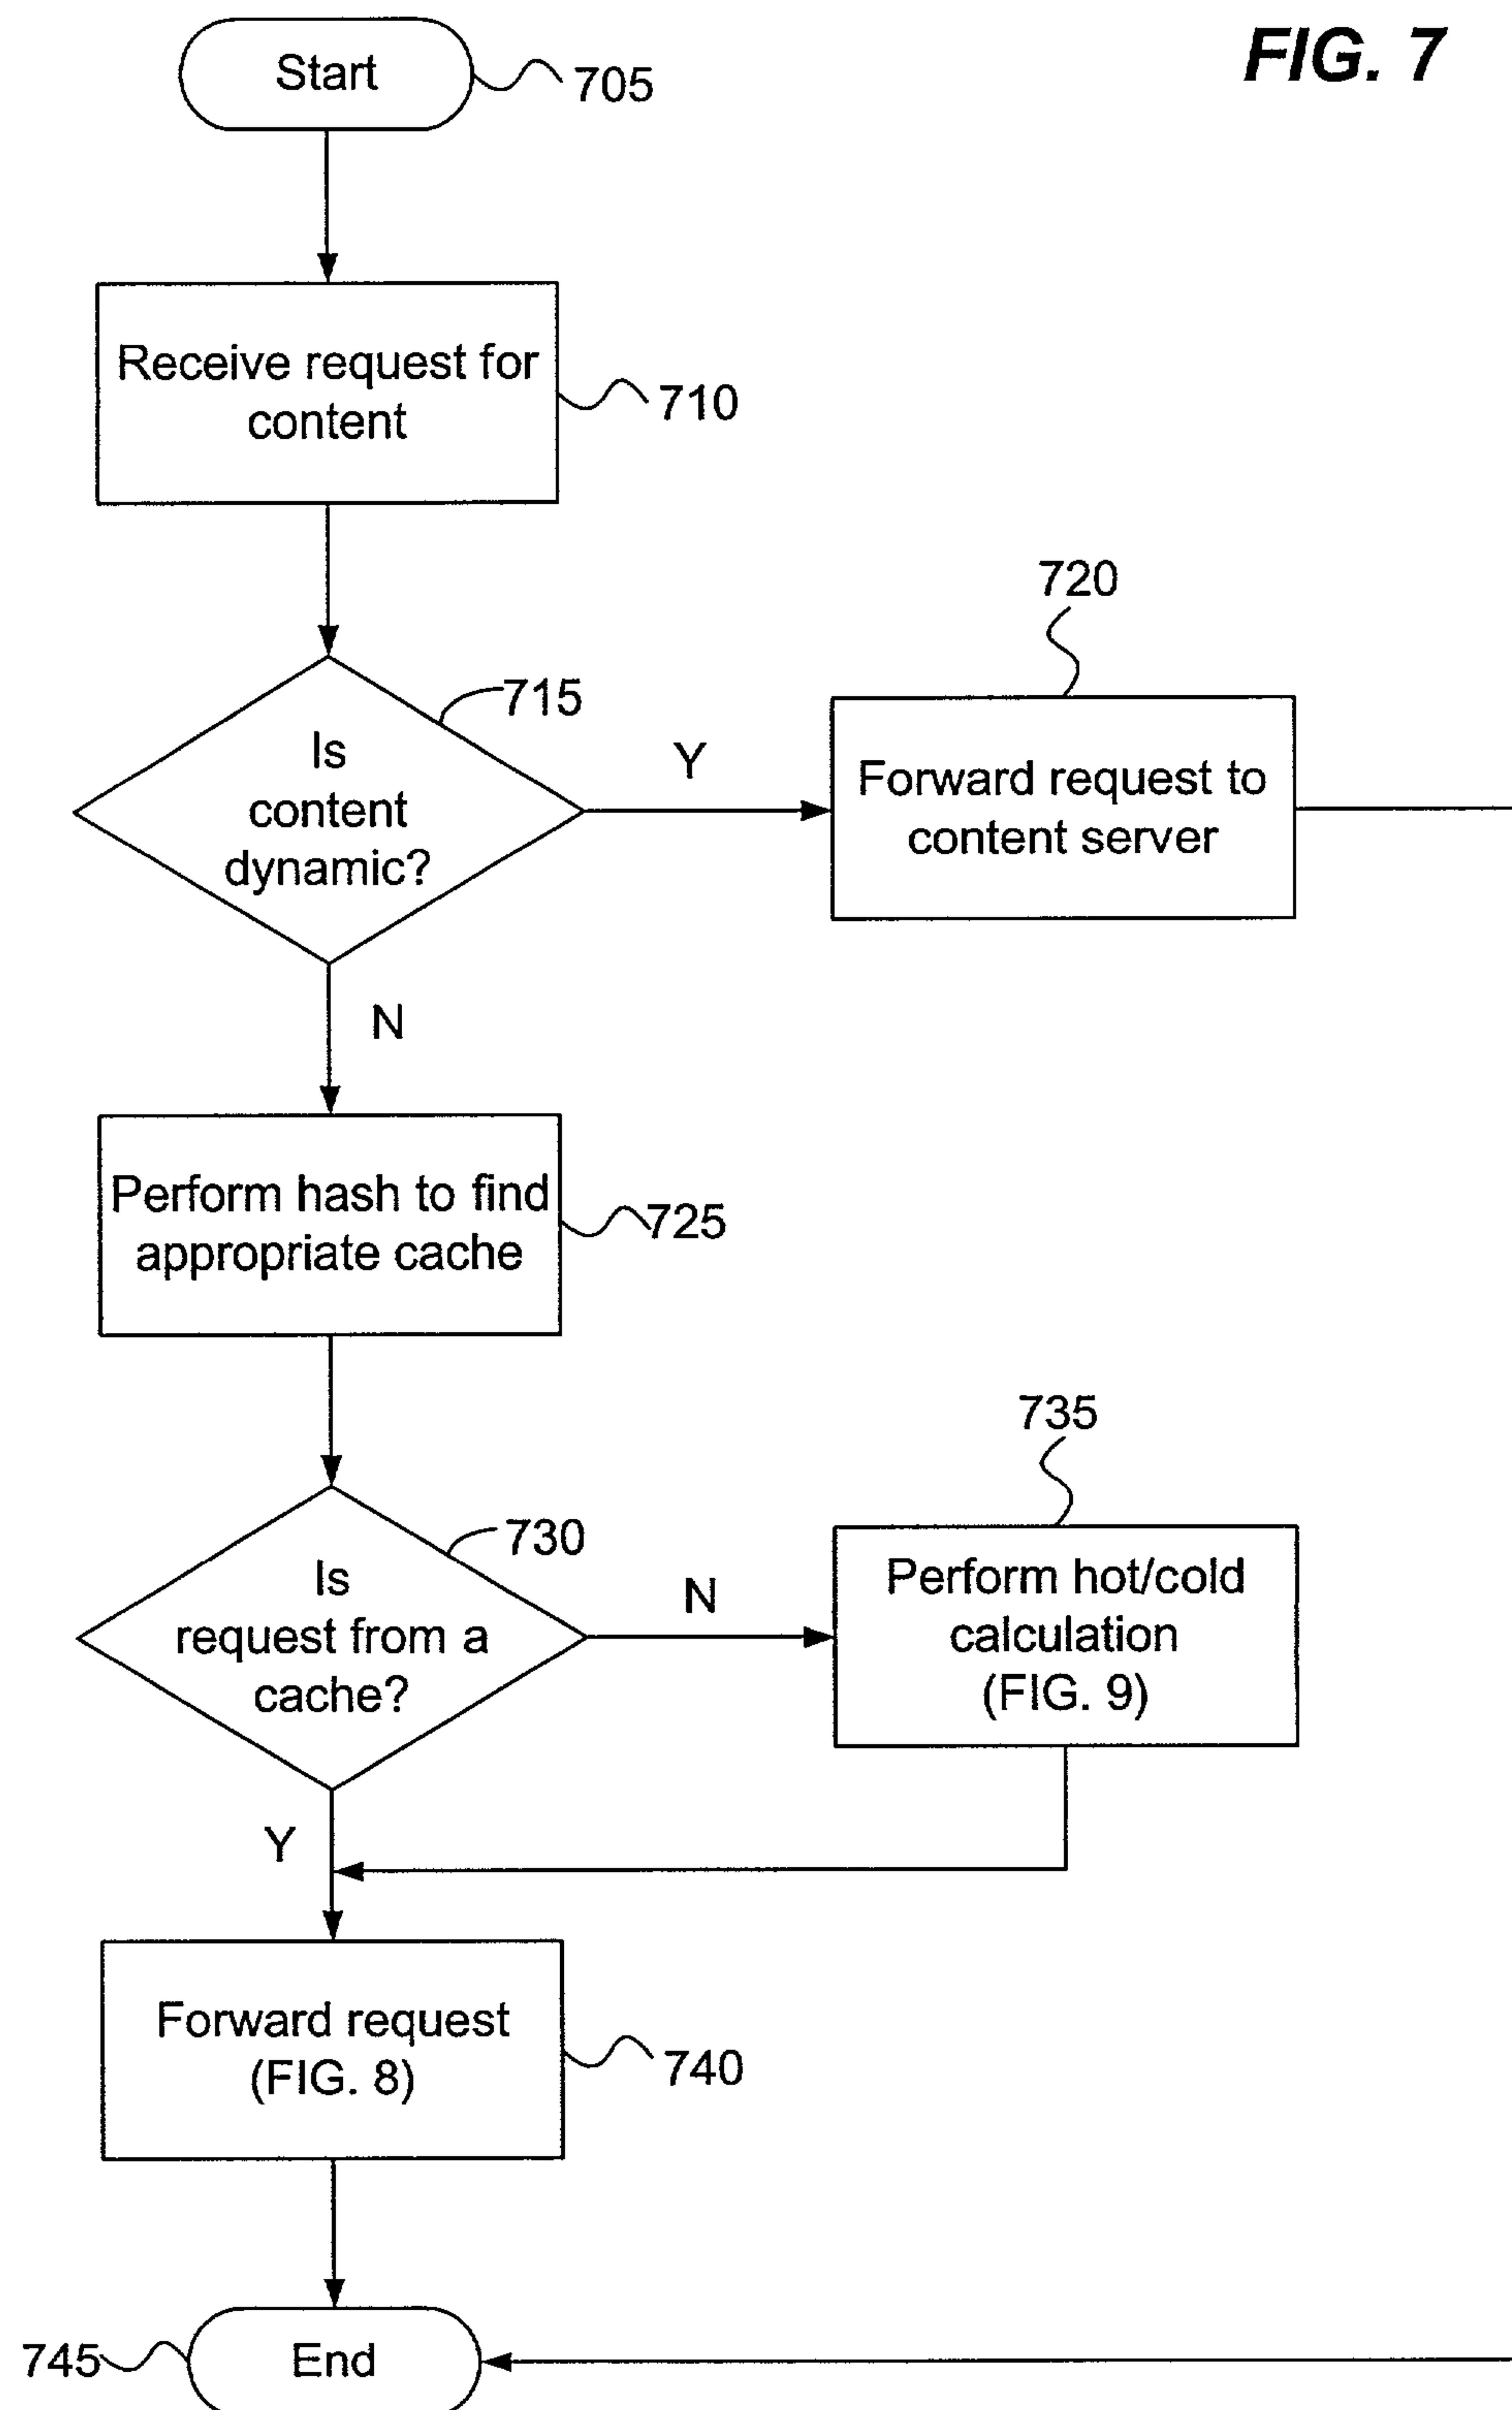 FIG. 7
Start
705
Receive request for
content
710
Is
content
dynamic?
715
Y
720
Forward request to
content server
N
Perform hash to find
appropriate cache
725
Is
request from a
cache?
730
N
735
Perform hot/cold
calculation
(FIG. 9)
Y
Forward request
(FIG. 8)
740
745
End